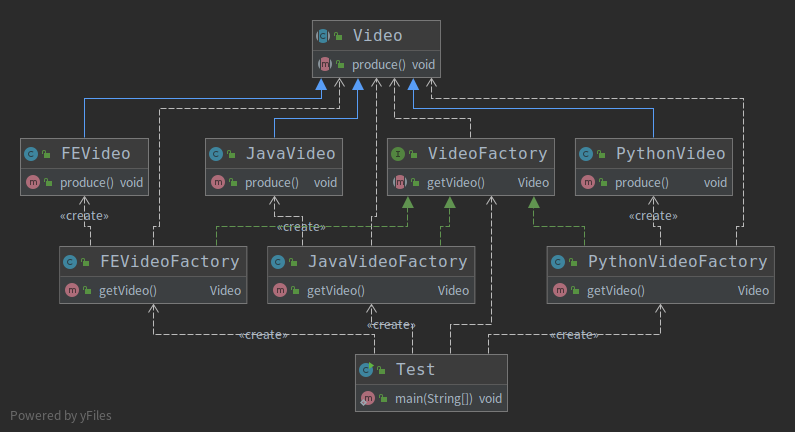 Video
produce() void
FEVideo
produce() void
JavaVideo
produce() void
VideoFactory
getVideo() Video
PythonVideo
produce() void
«create»
«create»
«create»
FEVideoFactory
getVideo() Video
JavaVideoFactory
getVideo() Video
PythonVideoFactory
getVideo() Video
«create»
«create»
«create»
Test
main(String[]) void
Powered by yFiles